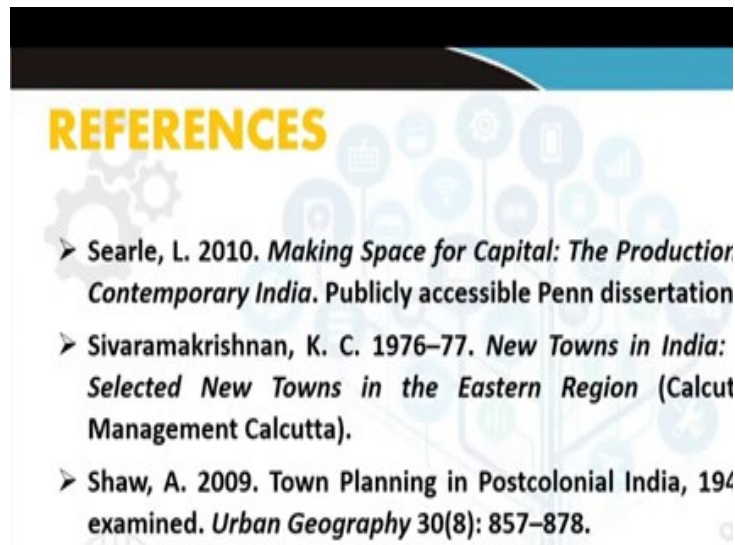 REFERENCES
➤ Searle, L. 2010. Making Space for Capital: The Production
Contemporary India. Publicly accessible Penn dissertation
➤ Sivaramakrishnan, K. C. 1976–77. New Towns in India:
Selected New Towns in the Eastern Region (Calcut
Management Calcutta).
➤ Shaw, A. 2009. Town Planning in Postcolonial India, 194
examined. Urban Geography 30(8): 857–878.